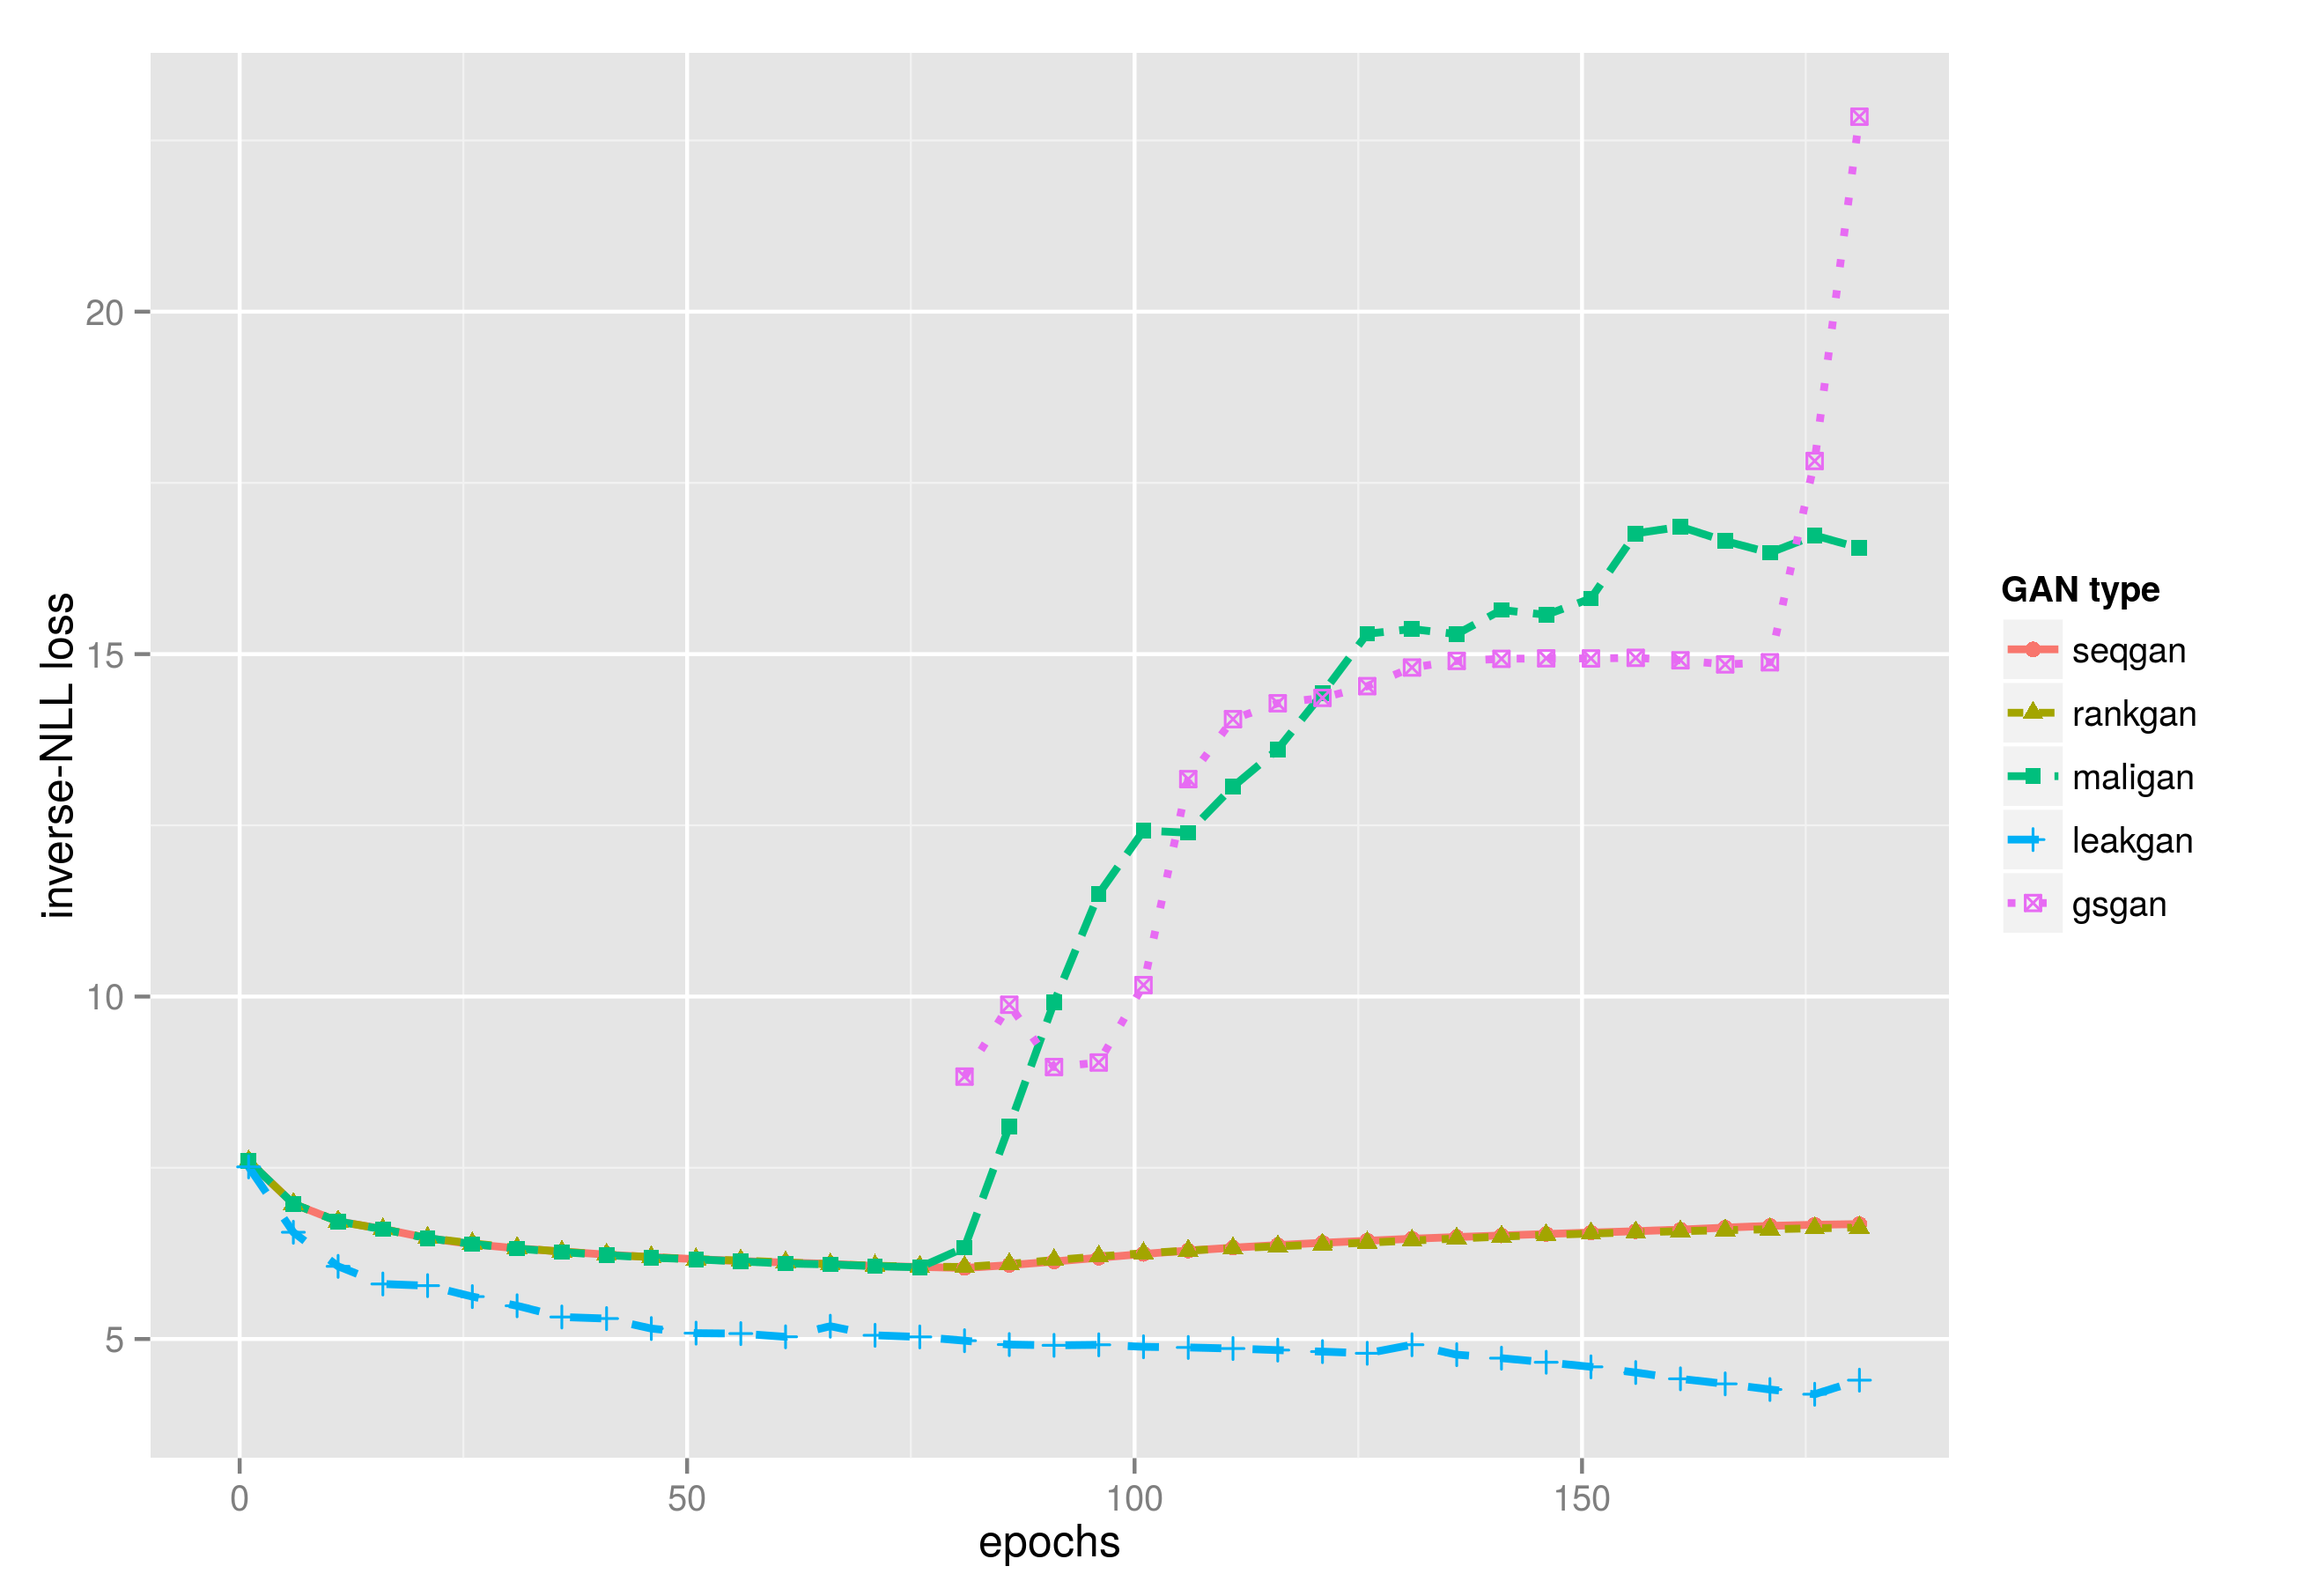 20
15
10
5
inverse-NLL loss
0 50 100 150
epochs
GAN type
seqgan
rankgan
maligan
leakgan
gsgan